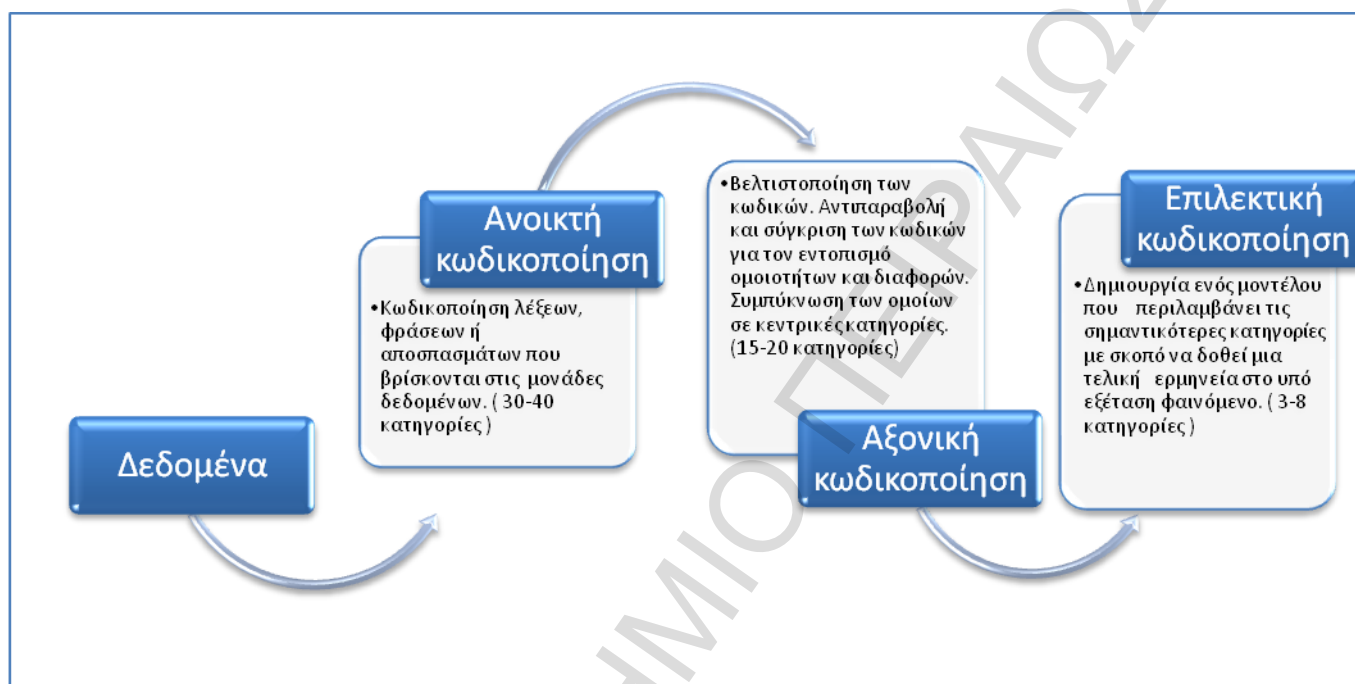 Δεδομένα
Ανοικτή
κωδικοποίηση
•Κωδικοποίηση λέξεων,
φράσεων ή
αποσπασμάτων που
βρίσκονται στις μονάδες
δεδομένων. ( 30-40
κατηγορίες )
•Βελτιστοποίηση των
κωδικών. Αντιπαραβολή
και σύγκριση των κωδικών
για τον εντοπισμό
ομοιοτήτων και διαφορών.
Συμπύκνωση των ομοίων
σε κεντρικές κατηγορίες.
(15-20 κατηγορίες)
Αξονική
κωδικοποίηση
Επιλεκτική
κωδικοποίηση
•Δημιουργία ενός μοντέλου
που περιλαμβάνει τις
σημαντικότερες κατηγορίες
με σκοπό να δοθεί μια
τελική ερμηνεία στο υπό
εξέταση φαινόμενο. ( 3-8
κατηγορίες )
ΗΜΙΟ ΠΕΙΡΑΙΩΣ